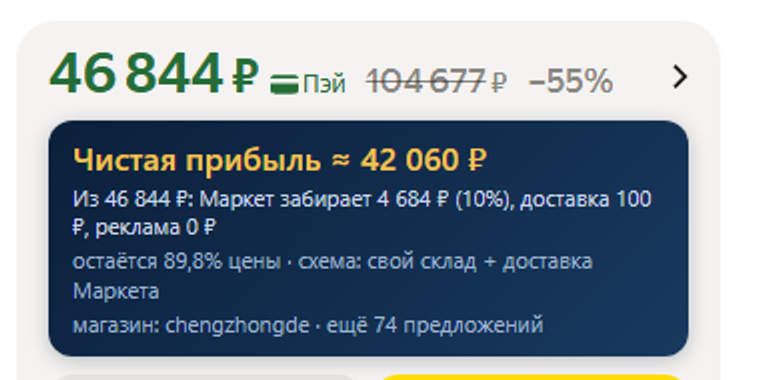 46 844 ₽ Пэй 104 677 ₽ −55%
Чистая прибыль ≈ 42 060 ₽
Из 46 844 ₽: Маркет забирает 4 684 ₽ (10%), доставка 100
₽, реклама 0 ₽
остаётся 89,8% цены · схема: свой склад + доставка
Маркета
магазин: chengzhongde · ещё 74 предложений